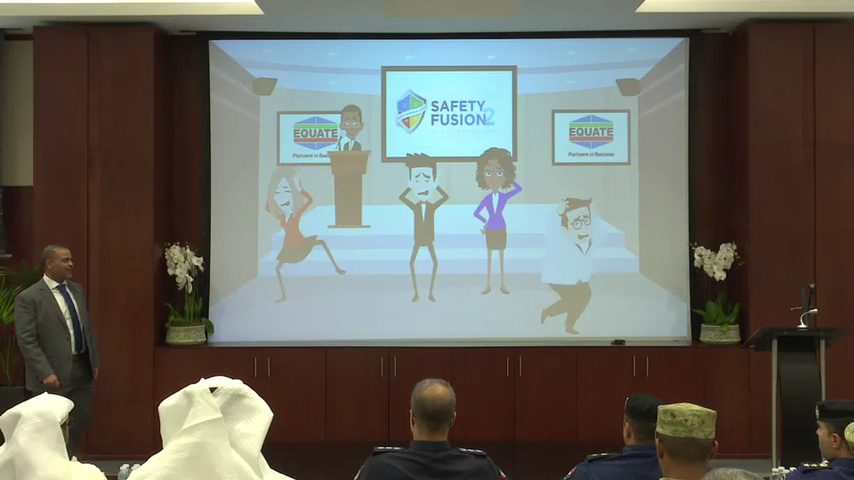 SAFETY
FUSION2
EQUATE
Partners in Success
EQUATE
Partners in Success